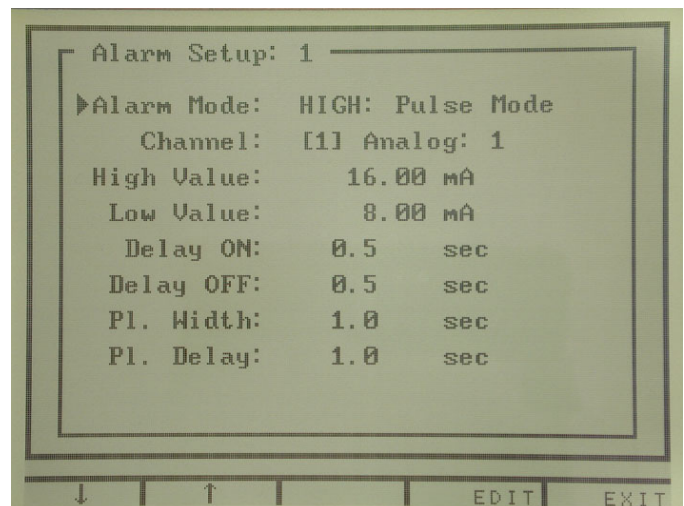 Alarm Setup: 1
Alarm Mode: HIGH: Pulse Mode
Channel: [1] Analog: 1
High Value: 16.00 mA
Low Value: 8.00 mA
Delay ON: 0.5 sec
Delay OFF: 0.5 sec
Pl. Width: 1.0 sec
Pl. Delay: 1.0 sec
↓ ↑ EDIT EXIT